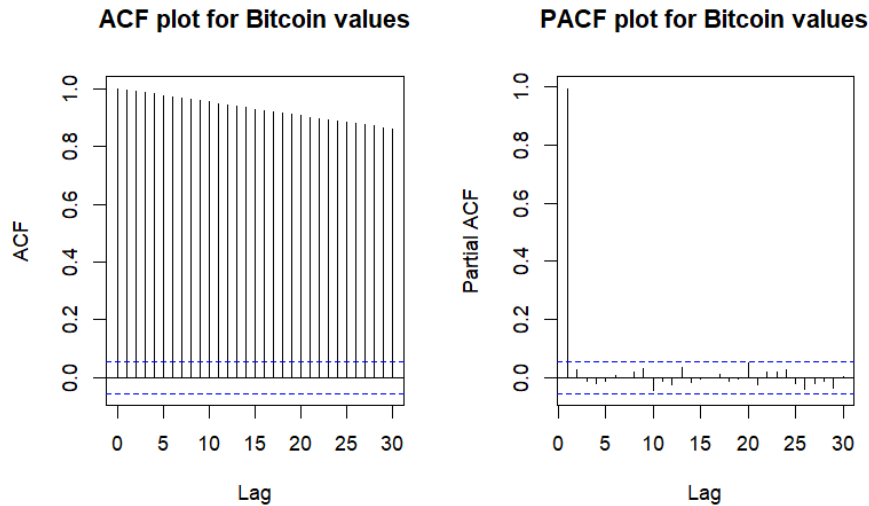 ACF plot for Bitcoin values
ACF
1.0
0.8
0.6
0.4
0.2
0.0
0 5 10 15 20 25 30
Lag
PACF plot for Bitcoin values
Partial ACF
1.0
0.8
0.6
0.4
0.2
0.0
0 5 10 15 20 25 30
Lag